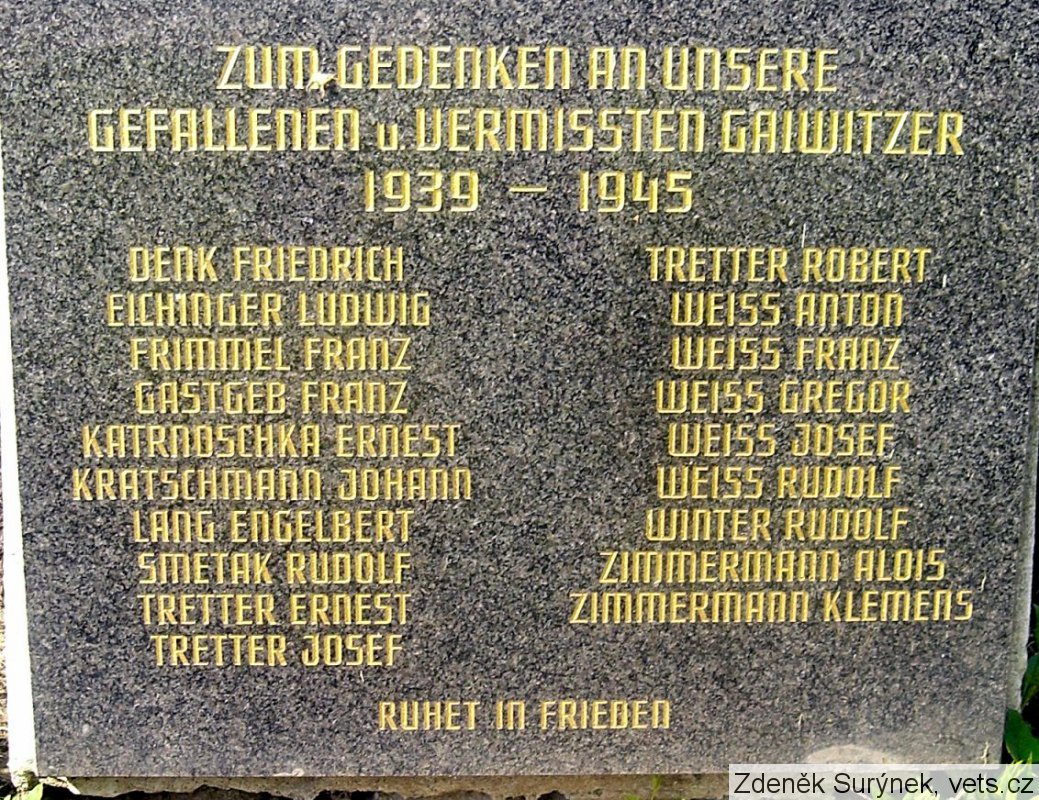 ZUM GEDENKEN AN UNSERE
GEFALLENEN u VERMISSTEN GAIWITZER
1939 – 1945
DENK FRIEDRICH
EICHINGER LUDWIG
FRIMMEL FRANZ
GASTGEB FRANZ
KATRNOSCHKA ERNEST
KRATSCHMANN JOHANN
LANG ENGELBERT
SMETAK RUDOLF
TRETTER ERNEST
TRETTER JOSEF
TRETTER ROBERT
WEISS ANTON
WEISS FRANZ
WEISS GREGOR
WEISS JOSEF
WEISS RUDOLF
WINTER RUDOLF
ZIMMERMANN ALOIS
ZIMMERMANN KLEMENS
RUHET IN FRIEDEN
Zdeněk Surýnek, vets.cz